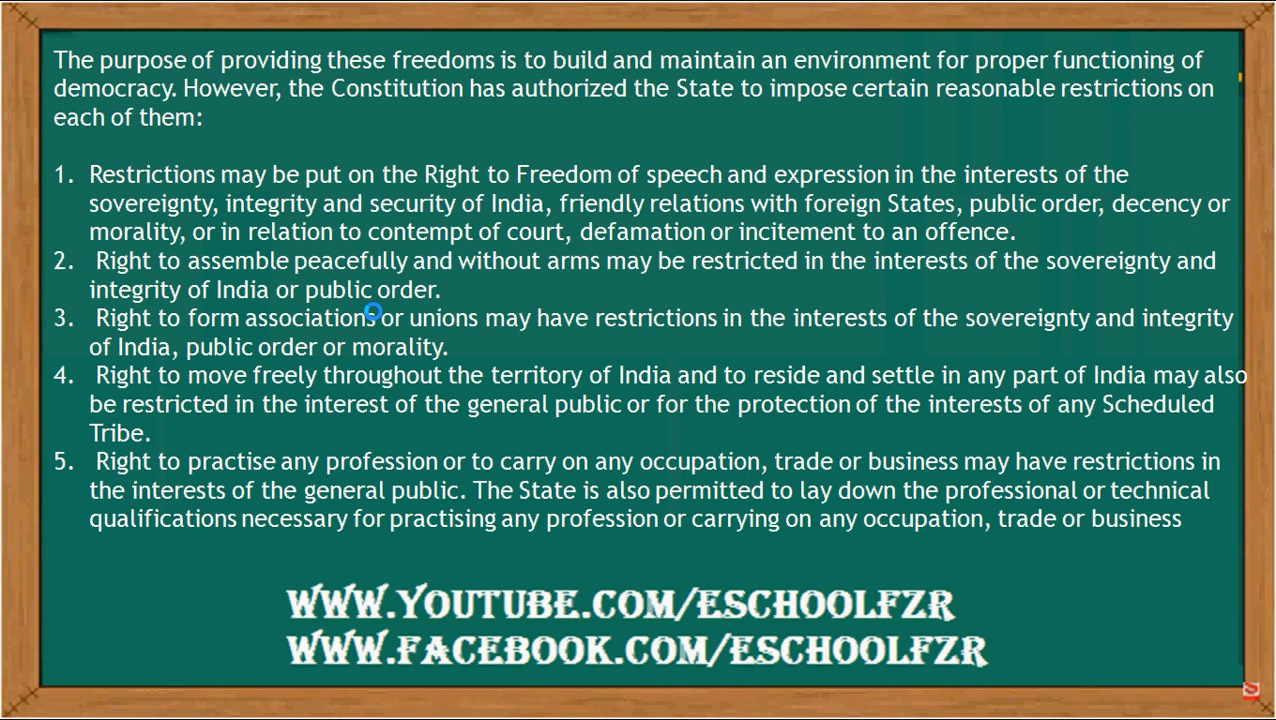 The purpose of providing these freedoms is to build and maintain an environment for proper functioning of
democracy. However, the Constitution has authorized the State to impose certain reasonable restrictions on
each of them:
1. Restrictions may be put on the Right to Freedom of speech and expression in the interests of the
sovereignty, integrity and security of India, friendly relations with foreign States, public order, decency or
morality, or in relation to contempt of court, defamation or incitement to an offence.
2. Right to assemble peacefully and without arms may be restricted in the interests of the sovereignty and
integrity of India or public order.
3. Right to form associations or unions may have restrictions in the interests of the sovereignty and integrity
of India, public order or morality.
4. Right to move freely throughout the territory of India and to reside and settle in any part of India may also
be restricted in the interest of the general public or for the protection of the interests of any Scheduled
Tribe.
5. Right to practise any profession or to carry on any occupation, trade or business may have restrictions in
the interests of the general public. The State is also permitted to lay down the professional or technical
qualifications necessary for practising any profession or carrying on any occupation, trade or business
WWW.YOUTUBE.COM/ESCHOOLFZR
WWW.FACEBOOK.COM/ESCHOOLFZR